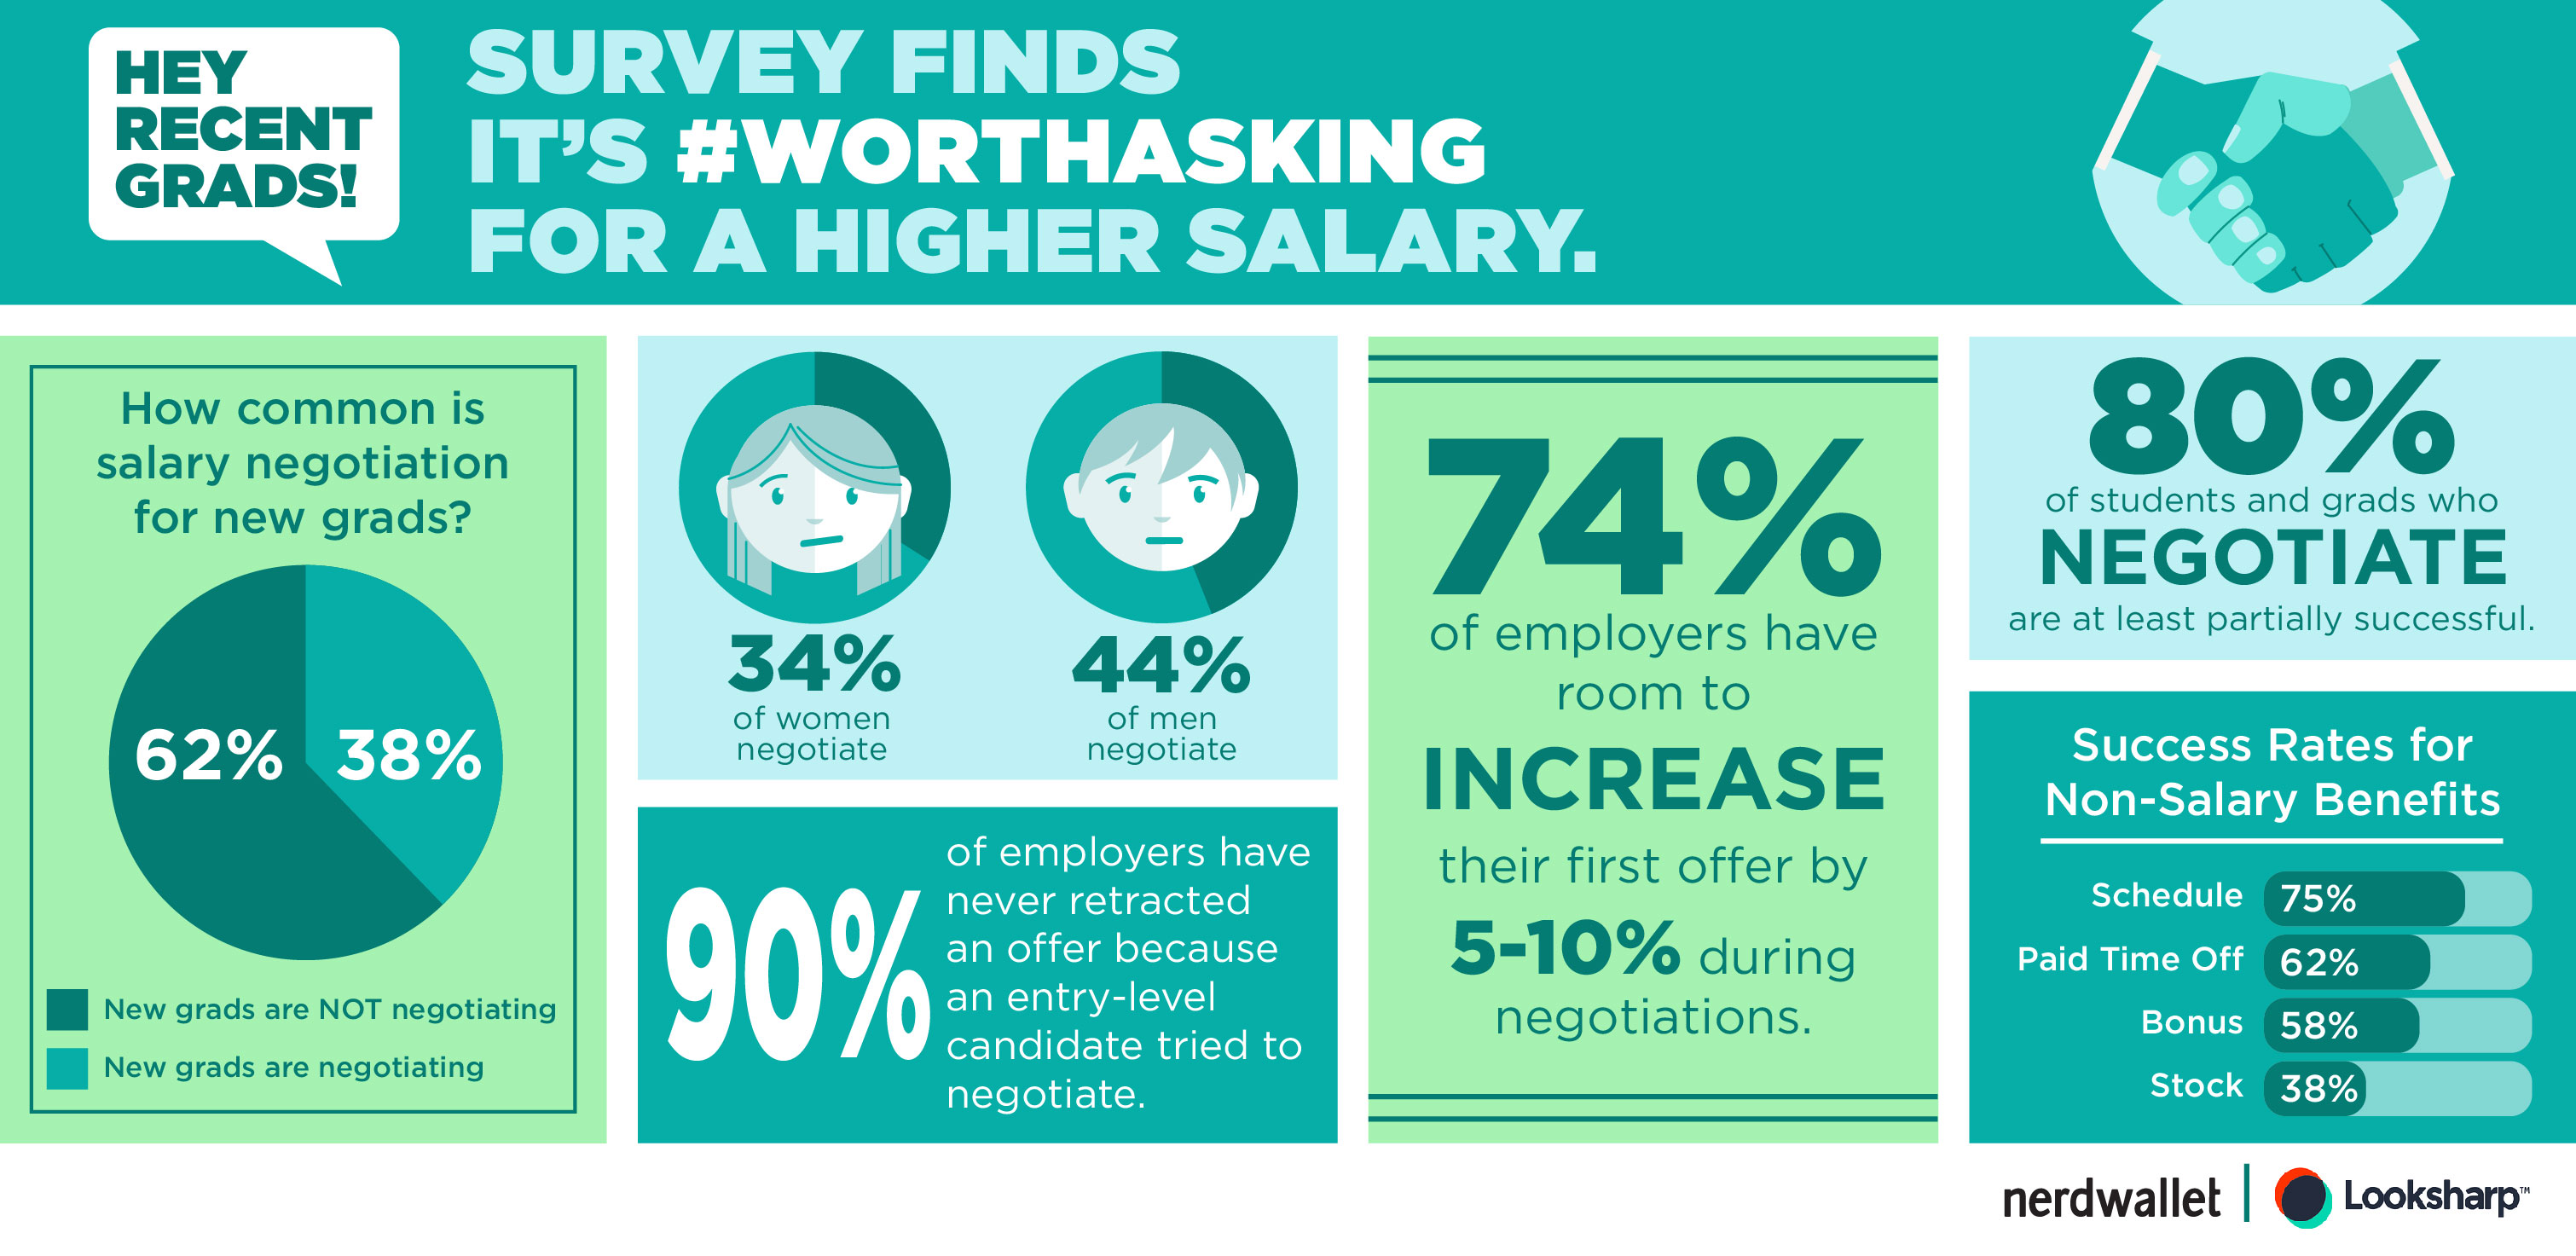 HEY
RECENT
GRADS!
SURVEY FINDS
IT'S #WORTHASKING
FOR A HIGHER SALARY.
How common is
salary negotiation
for new grads?
62% 38%
New grads are NOT negotiating
New grads are negotiating
34%
of women
negotiate
44%
of men
negotiate
90%
of employers have
never retracted
an offer because
an entry-level
candidate tried to
negotiate.
74%
of employers have
room to
INCREASE
their first offer by
5-10% during
negotiations.
80%
of students and grads who
NEGOTIATE
are at least partially successful.
Success Rates for
Non-Salary Benefits
Schedule 75%
Paid Time Off 62%
Bonus 58%
Stock 38%
nerdwallet | Looksharp™